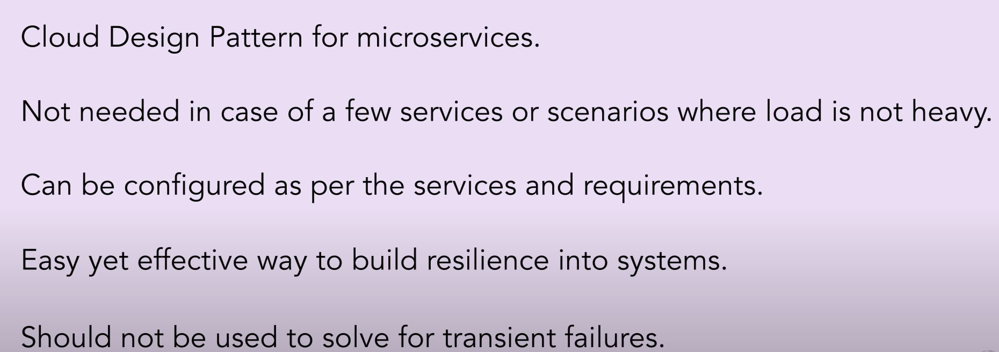 Cloud Design Pattern for microservices.
Not needed in case of a few services or scenarios where load is not heavy.
Can be configured as per the services and requirements.
Easy yet effective way to build resilience into systems.
Should not be used to solve for transient failures.